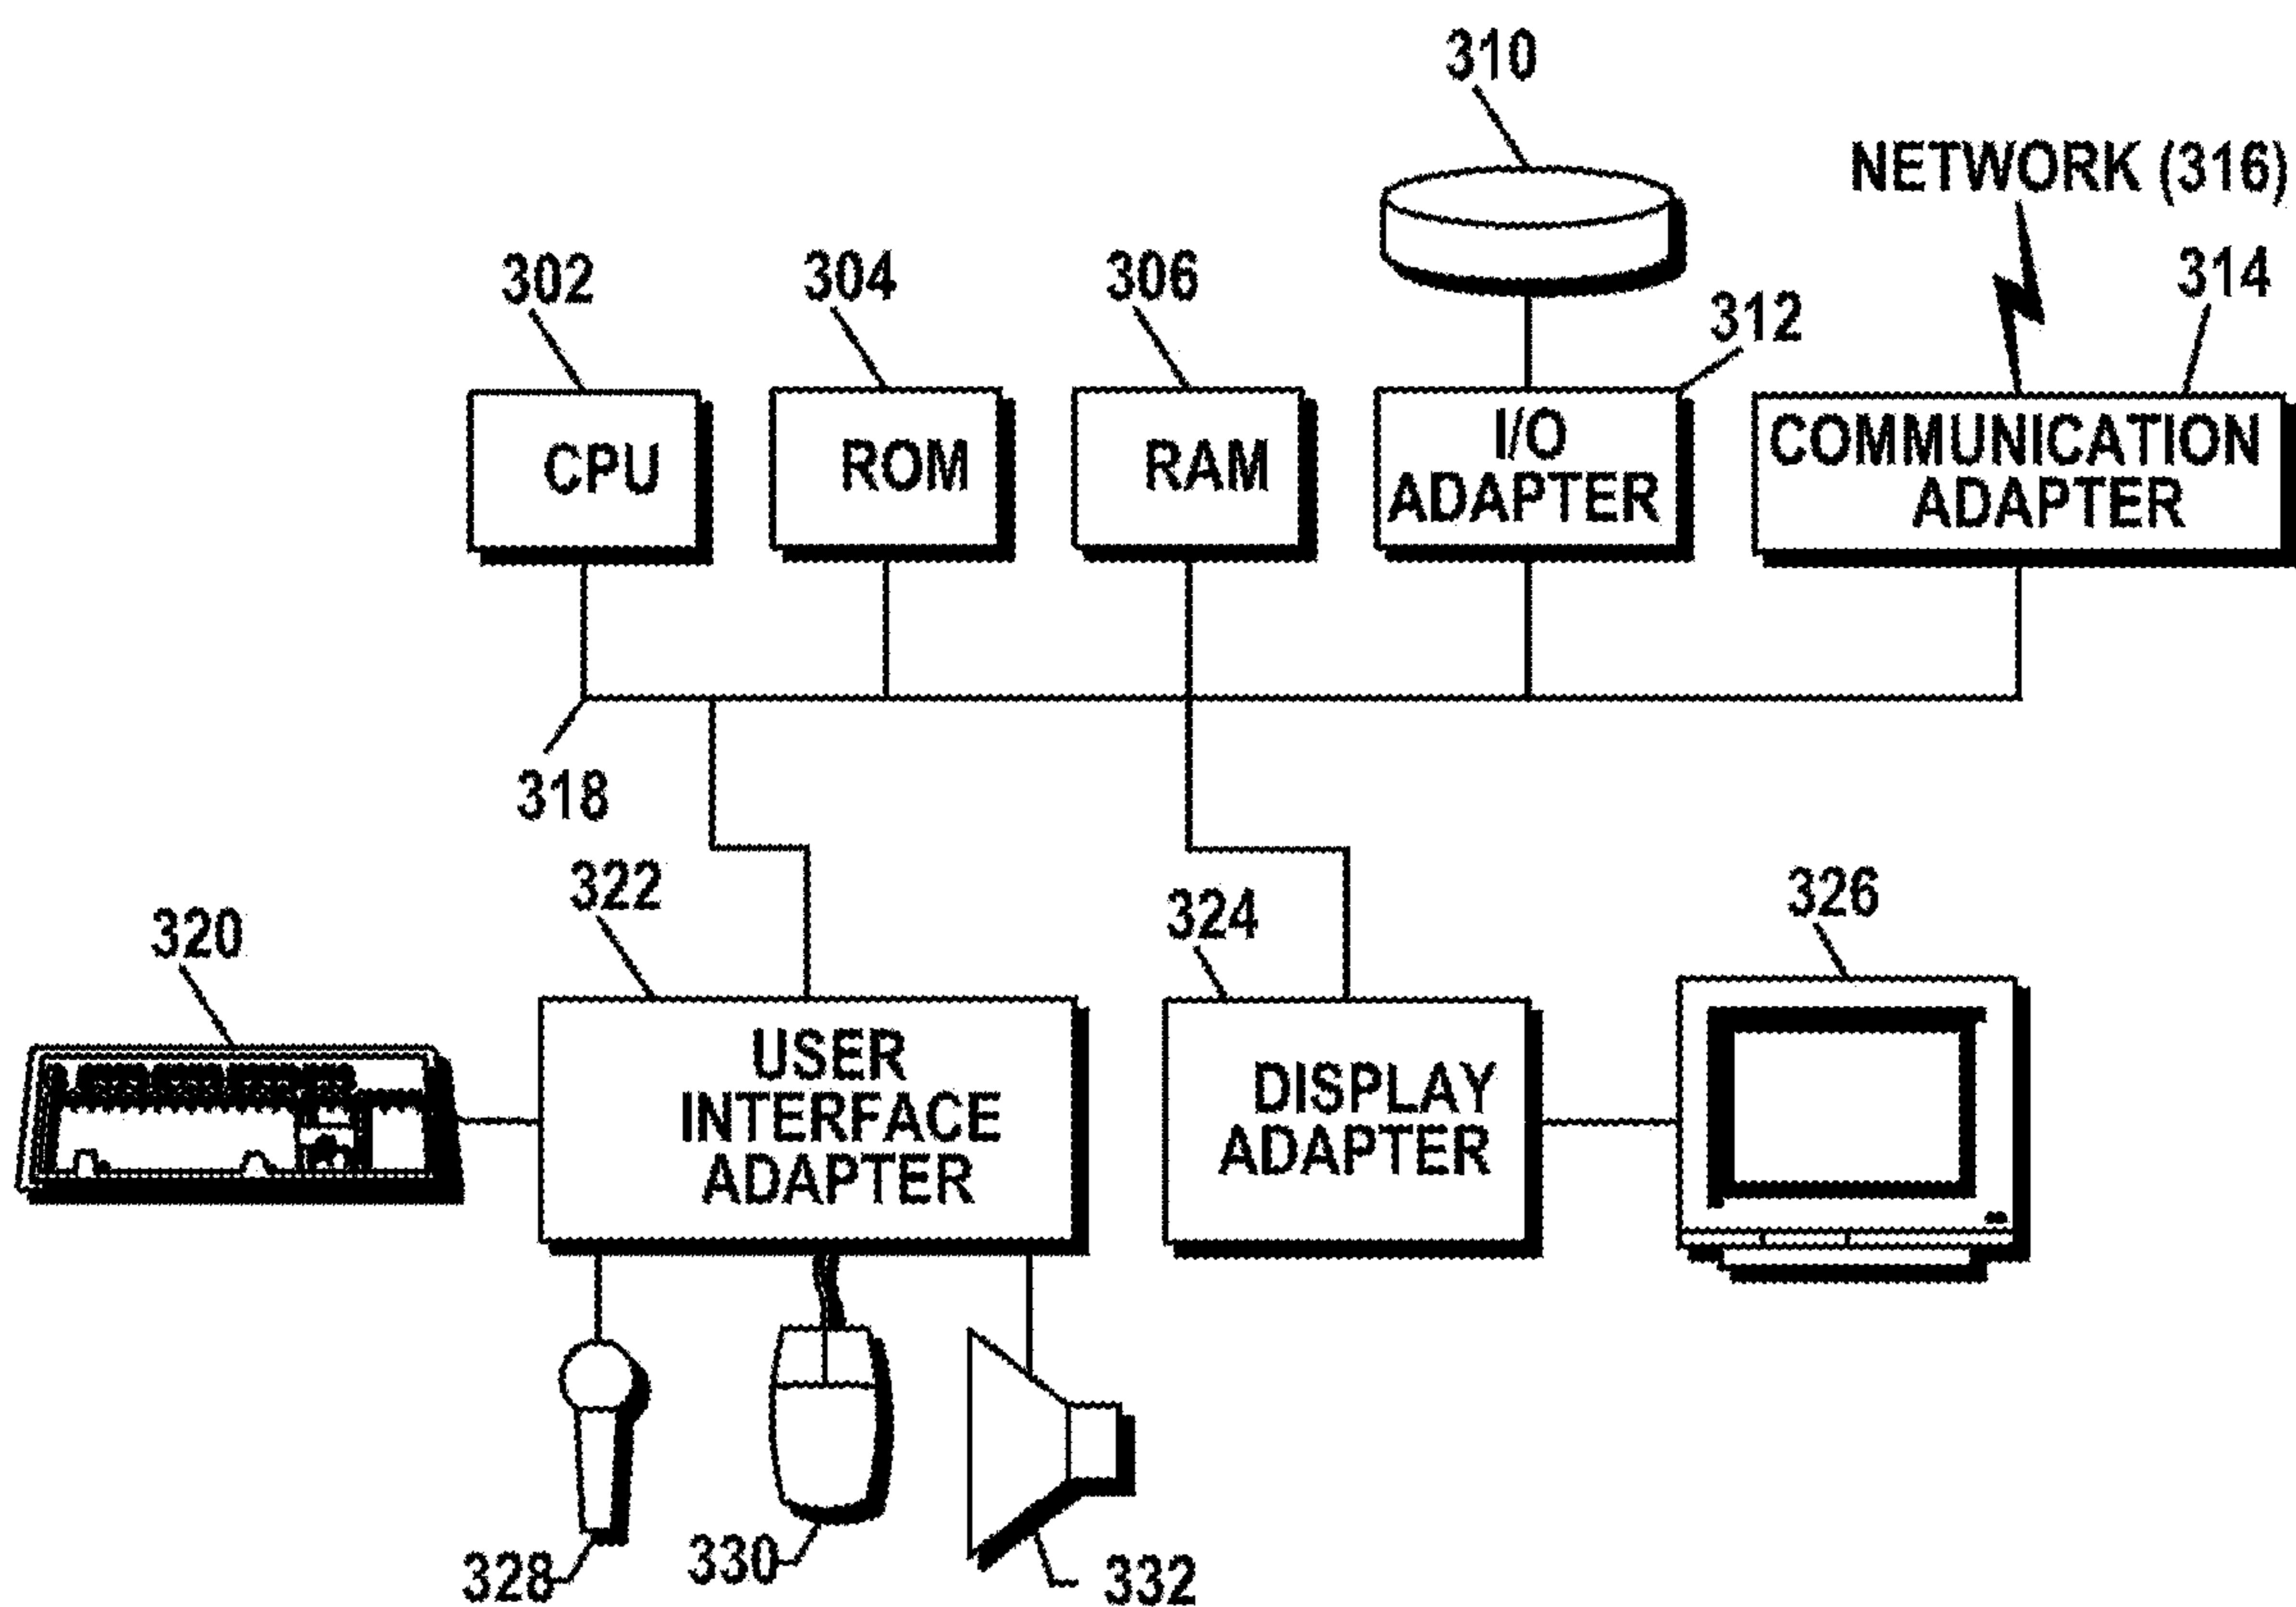 310
NETWORK (316)
302
304
306
312
314
CPU
ROM
RAM
I/O
ADAPTER
COMMUNICATION
ADAPTER
318
322
324
326
320
USER
INTERFACE
ADAPTER
DISPLAY
ADAPTER
328
330
332